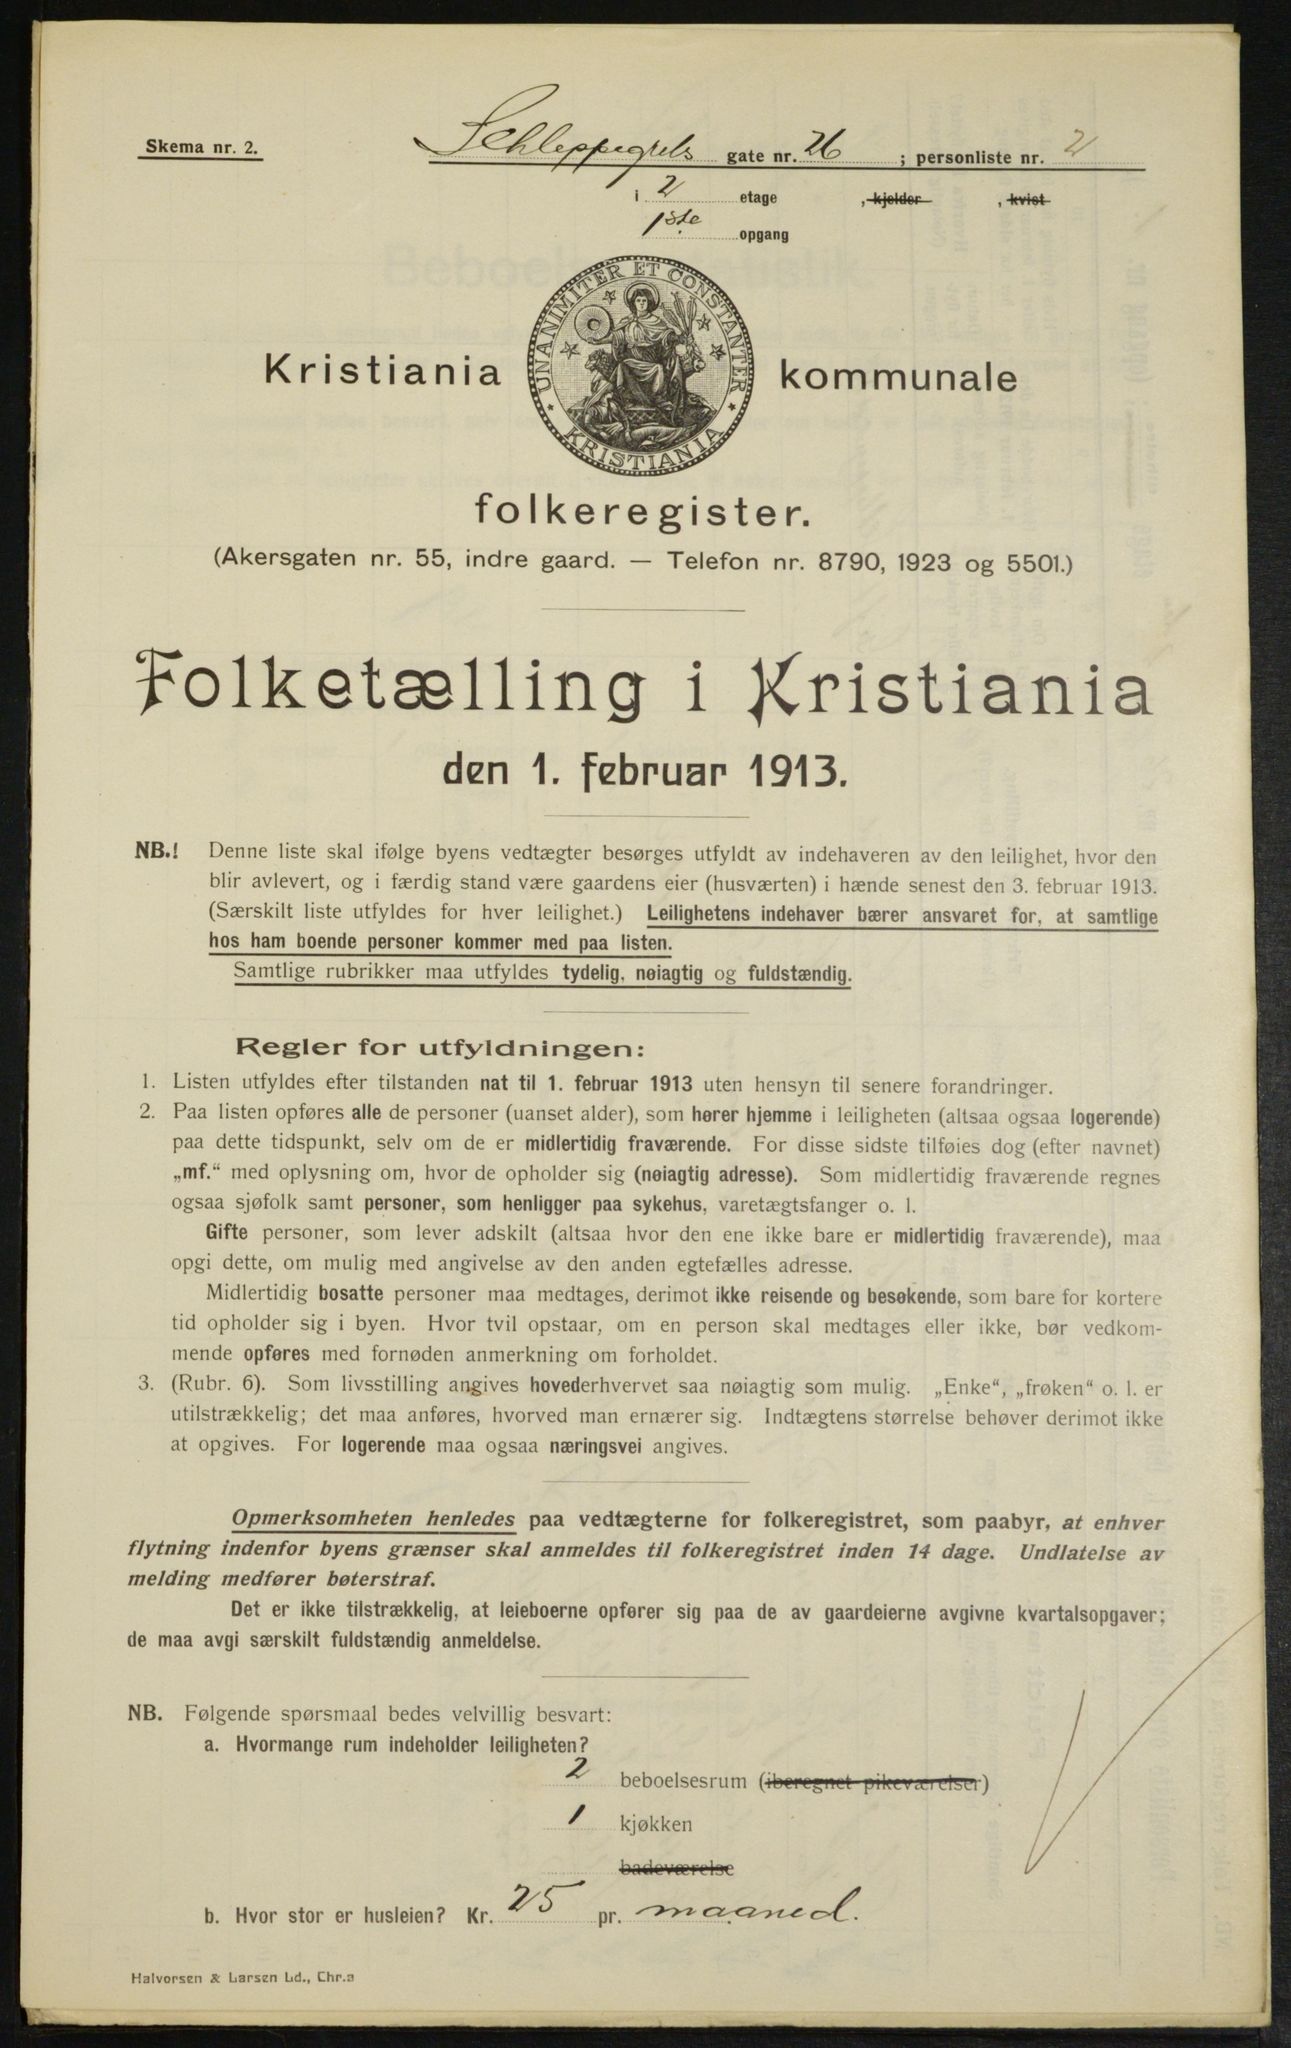 Skema nr. 2.
Schleppegrels gate nr. 26 ; personliste nr. 2
i 2 etage , kjelder , kvist
1ste opgang
UNANIMITER ET CONSTANTER
KRISTIANIA
Kristiania kommunale
folkeregister.
(Akersgaten nr. 55, indre gaard. — Telefon nr. 8790, 1923 og 5501.)
Folketælling i Kristiania
den 1. februar 1913.
NB.! Denne liste skal ifølge byens vedtægter besørges utfyldt av indehaveren av den leilighet, hvor den
blir avlevert, og i færdig stand være gaardens eier (husværten) i hænde senest den 3. februar 1913.
(Særskilt liste utfyldes for hver leilighet.) Leilighetens indehaver bærer ansvaret for, at samtlige
hos ham boende personer kommer med paa listen.
Samtlige rubrikker maa utfyldes tydelig, nøiagtig og fuldstændig.
Regler for utfyldningen:
1. Listen utfyldes efter tilstanden nat til 1. februar 1913 uten hensyn til senere forandringer.
2. Paa listen opføres alle de personer (uanset alder), som hører hjemme i leiligheten (altsaa ogsaa logerende)
paa dette tidspunkt, selv om de er midlertidig fraværende. For disse sidste tilføies dog (efter navnet)
„mf.“ med oplysning om, hvor de opholder sig (nøiagtig adresse). Som midlertidig fraværende regnes
ogsaa sjøfolk samt personer, som henligger paa sykehus, varetægtsfanger o. l.
Gifte personer, som lever adskilt (altsaa hvor den ene ikke bare er midlertidig fraværende), maa
opgi dette, om mulig med angivelse av den anden egtefælles adresse.
Midlertidig bosatte personer maa medtages, derimot ikke reisende og besøkende, som bare for kortere
tid opholder sig i byen. Hvor tvil opstaar, om en person skal medtages eller ikke, bør vedkom-
mende opføres med fornøden anmerkning om forholdet.
3. (Rubr. 6). Som livsstilling angives hovederhvervet saa nøiagtig som mulig. „Enke“, „frøken“ o. l. er
utilstrækkelig; det maa anføres, hvorved man ernærer sig. Indtægtens størrelse behøver derimot ikke
at opgives. For logerende maa ogsaa næringsvei angives.
Opmerksomheten henledes paa vedtægterne for folkeregistret, som paabyr, at enhver
flytning indenfor byens grænser skal anmeldes til folkeregistret inden 14 dage. Undlatelse av
melding medfører bøterstraf.
Det er ikke tilstrækkelig, at leieboerne opfører sig paa de av gaardeierne avgivne kvartalsopgaver;
de maa avgi særskilt fuldstændig anmeldelse.
NB. Følgende spørsmaal bedes velvillig besvart:
a. Hvormange rum indeholder leiligheten?
2 beboelsesrum (iberegnet pikeværelser)
1 kjøkken
badeværelse
b. Hvor stor er husleien? Kr. 25 pr. maaned.
Halvorsen & Larsen Ld., Chr.a